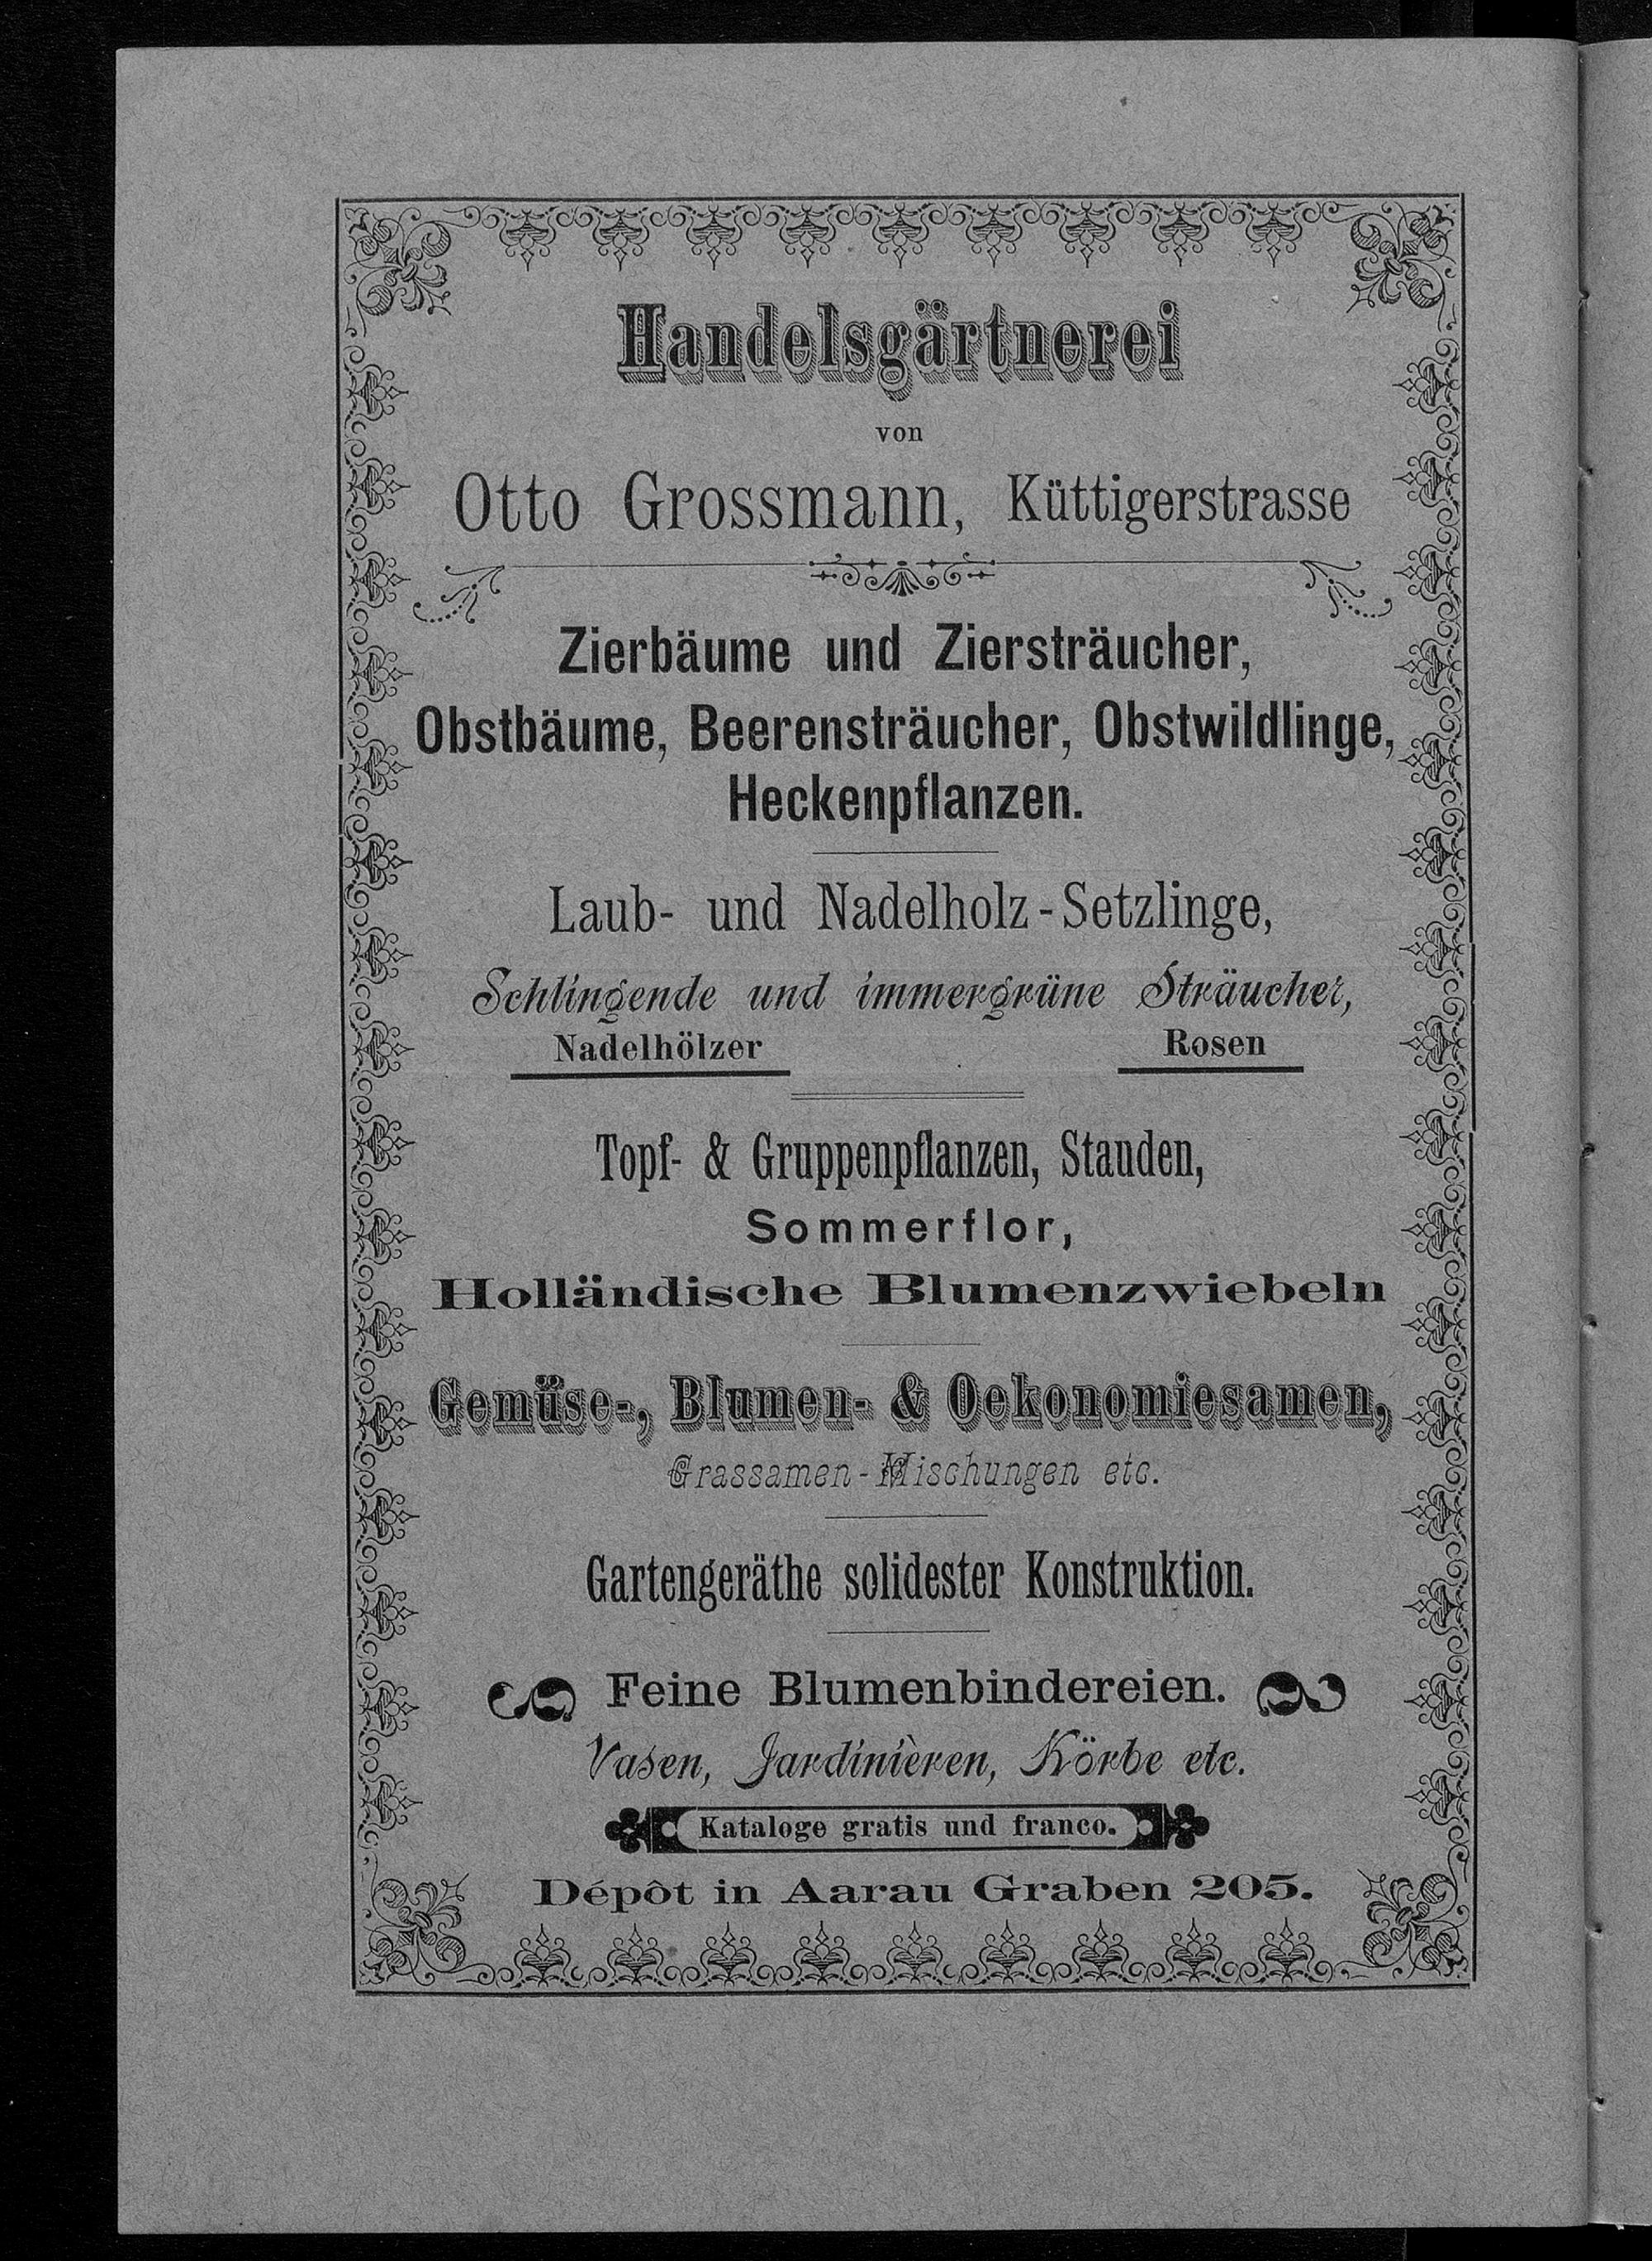 Handelsgärtnerei
von
Otto Grossmann, Küttigerstrasse
Zierbäume und Ziersträucher,
Obstbäume, Beerensträucher, Obstwildlinge,
Heckenpflanzen.
Laub- und Nadelholz-Setzlinge,
Schlingende und immergrüne Sträucher,
Nadelhölzer Rosen
Topf- & Gruppenpflanzen, Stauden,
Sommerflor,
Holländische Blumenzwiebeln
Gemüse-, Blumen- & Oekonomiesamen,
Grassamen-Mischungen etc.
Gartengeräthe solidester Konstruktion.
Feine Blumenbindereien.
Vasen, Jardinièren, Körbe etc.
Kataloge gratis und franco.
Dépôt in Aarau Graben 205.